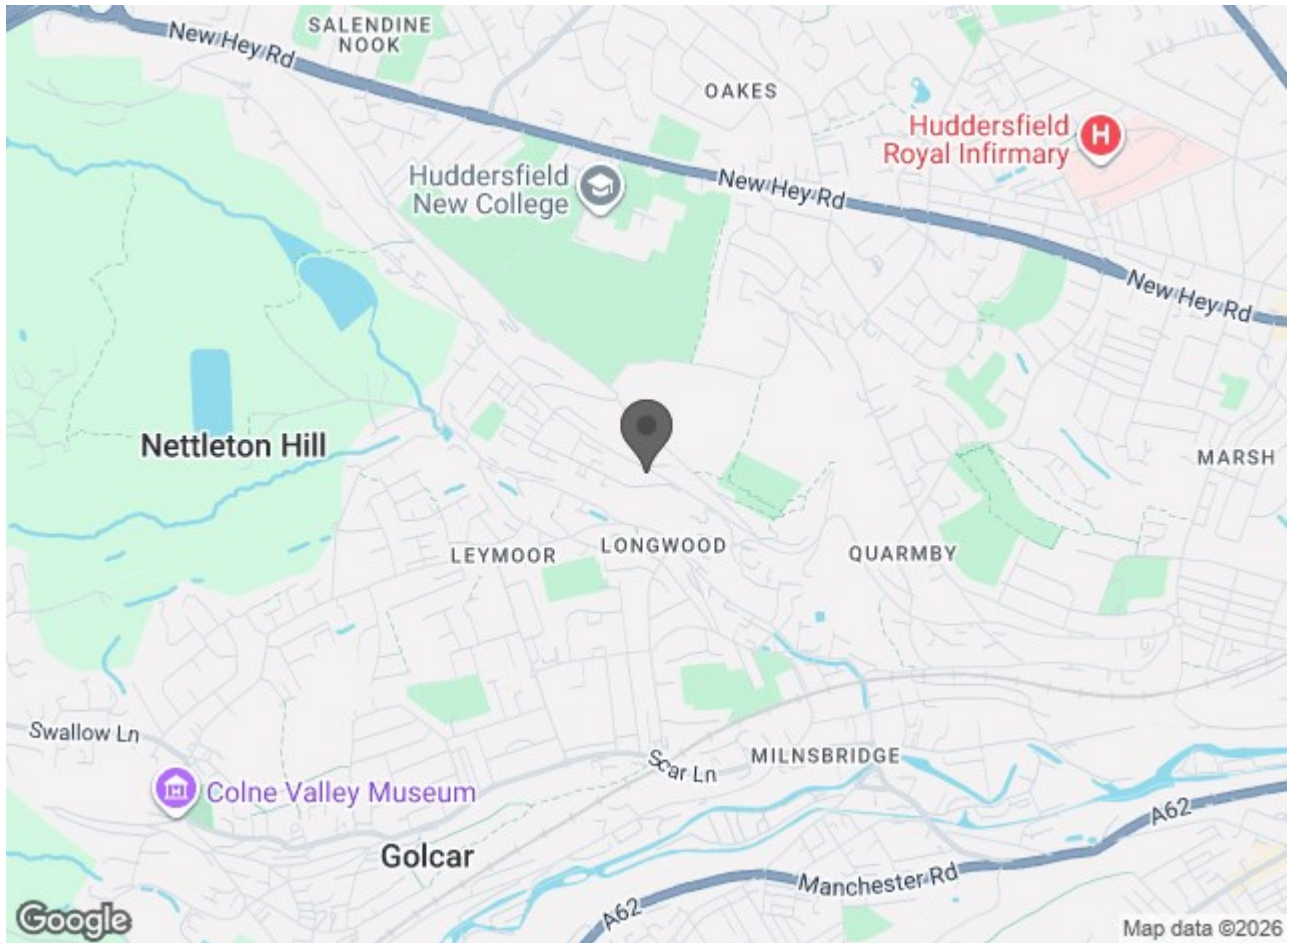 SALENDINE
NOOK
New Hey Rd
OAKES
Huddersfield
Royal Infirmary
H
Huddersfield
New College
New Hey Rd
New Hey Rd
Nettleton Hill
MARSH
LEYMOOR
LONGWOOD
QUARMBY
Swallow Ln
Scar Ln
MILNSBRIDGE
Colne Valley Museum
A62
Golcar
Manchester Rd
A62
Google
Map data ©2026